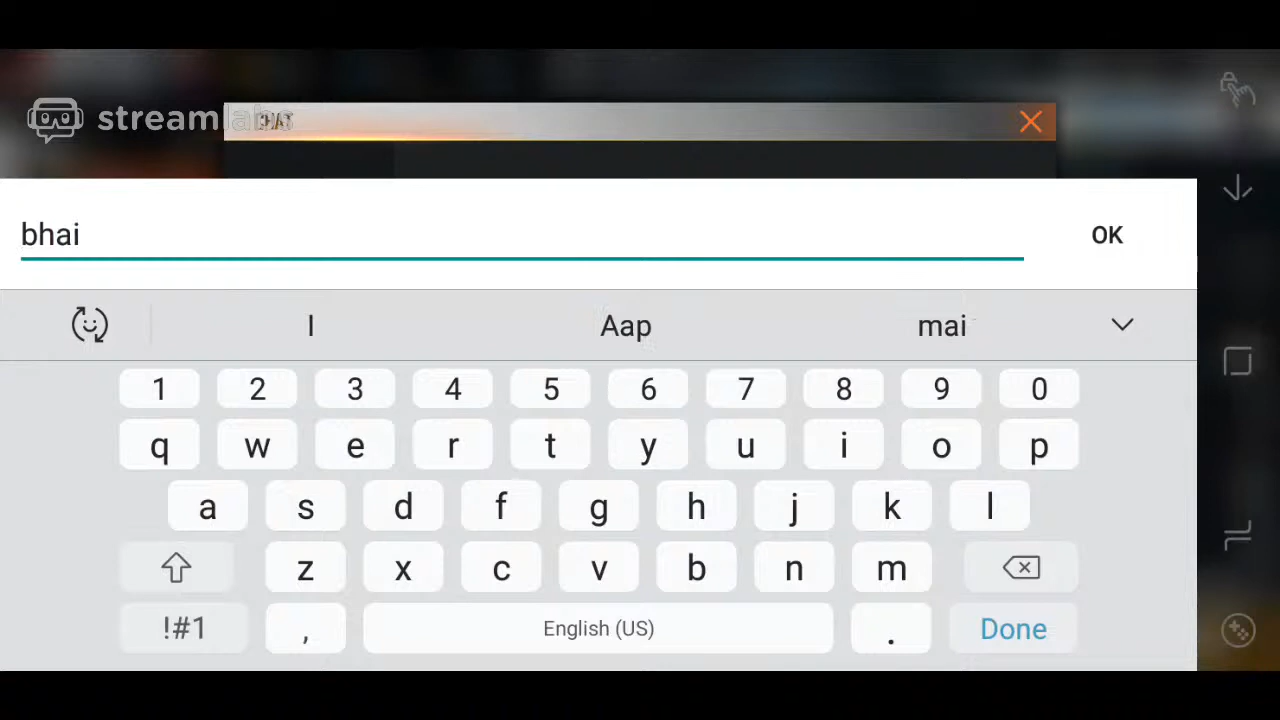 streamlabs
CHAT
bhai
OK
I Aap mai
1 2 3 4 5 6 7 8 9 0
q w e r t y u i o p
a s d f g h j k l
z x c v b n m
!#1 , English (US) . Done